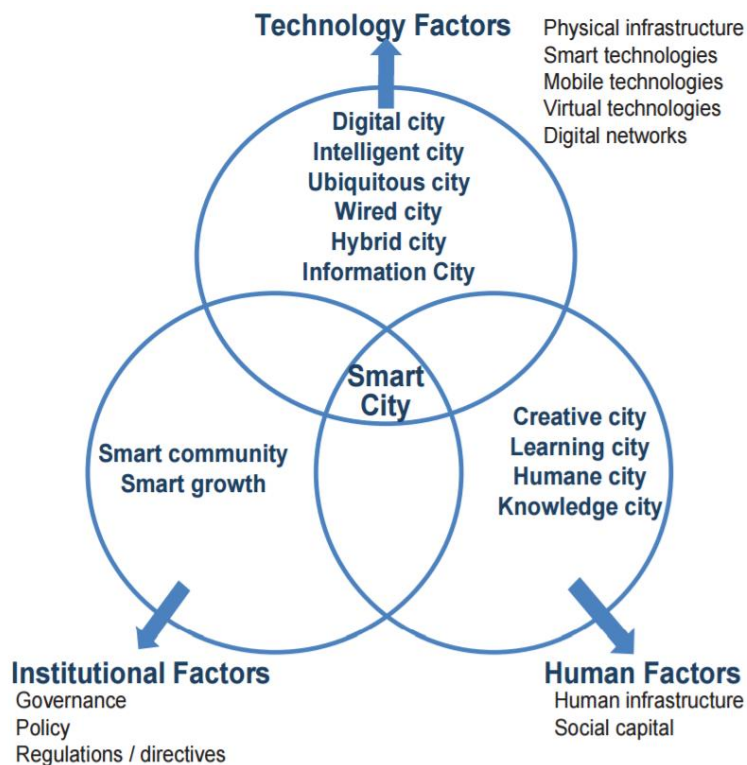 Technology Factors
Physical infrastructure
Smart technologies
Mobile technologies
Virtual technologies
Digital networks
Digital city
Intelligent city
Ubiquitous city
Wired city
Hybrid city
Information City
Smart
City
Smart community
Smart growth
Creative city
Learning city
Humane city
Knowledge city
Institutional Factors
Governance
Policy
Regulations / directives
Human Factors
Human infrastructure
Social capital